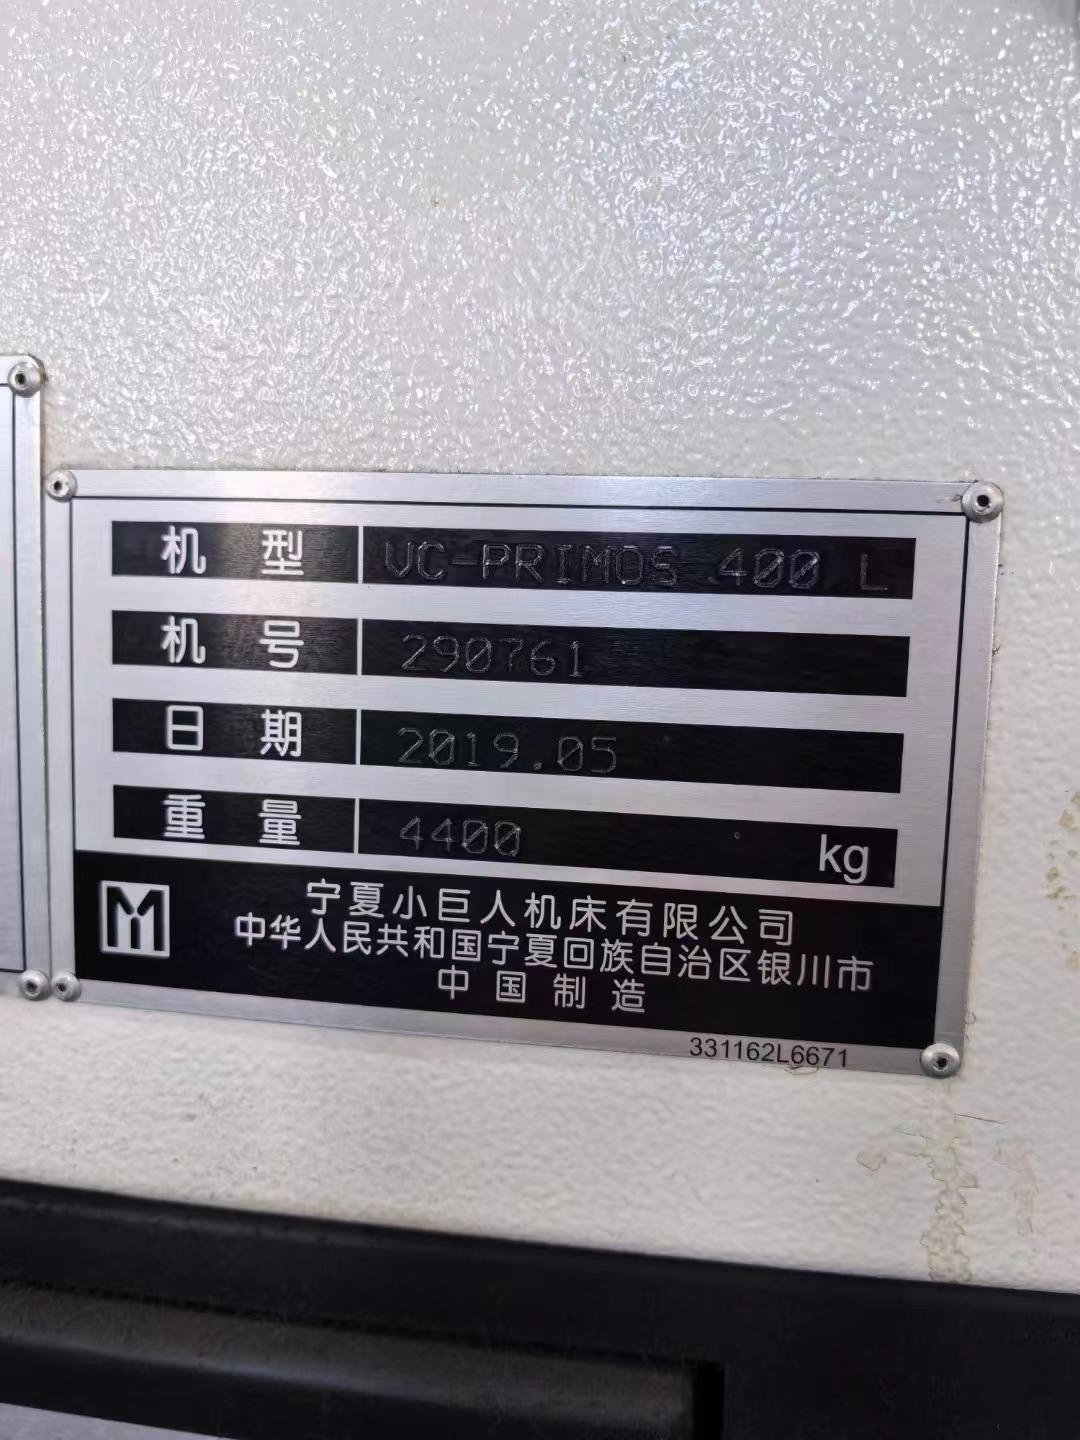 机 型 VC-PRIMOS 400 L
机 号 290761
日 期 2019.05
重 量 4400 kg
宁夏小巨人机床有限公司
中华人民共和国宁夏回族自治区银川市
中国制造
331162L6671